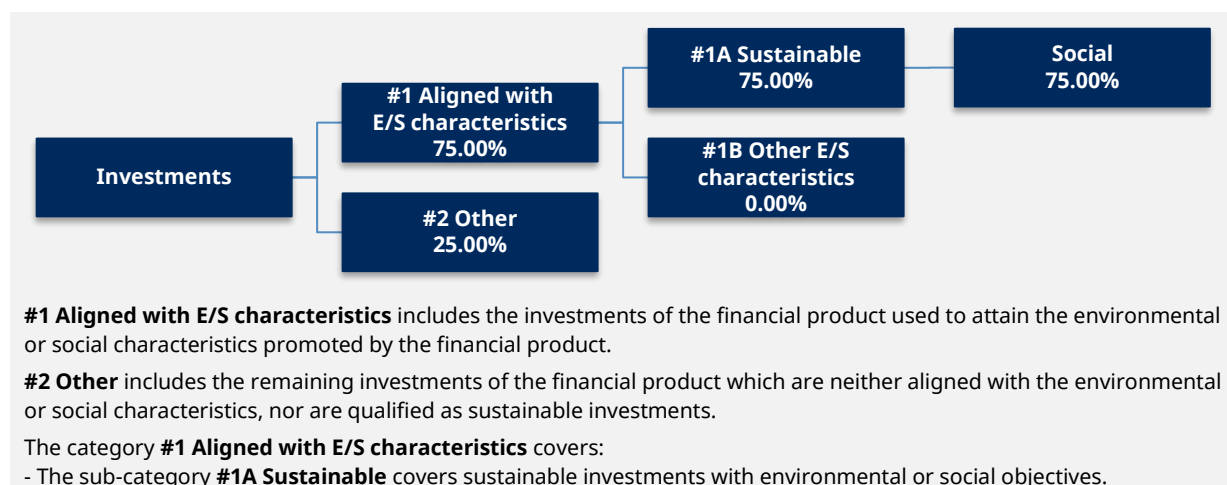 #1A Sustainable
75.00%
Social
75.00%
#1 Aligned with
E/S characteristics
75.00%
Investments
#1B Other E/S
characteristics
0.00%
#2 Other
25.00%
#1 Aligned with E/S characteristics includes the investments of the financial product used to attain the environmental
or social characteristics promoted by the financial product.
#2 Other includes the remaining investments of the financial product which are neither aligned with the environmental
or social characteristics, nor are qualified as sustainable investments.
The category #1 Aligned with E/S characteristics covers:
- The sub-category #1A Sustainable covers sustainable investments with environmental or social objectives.